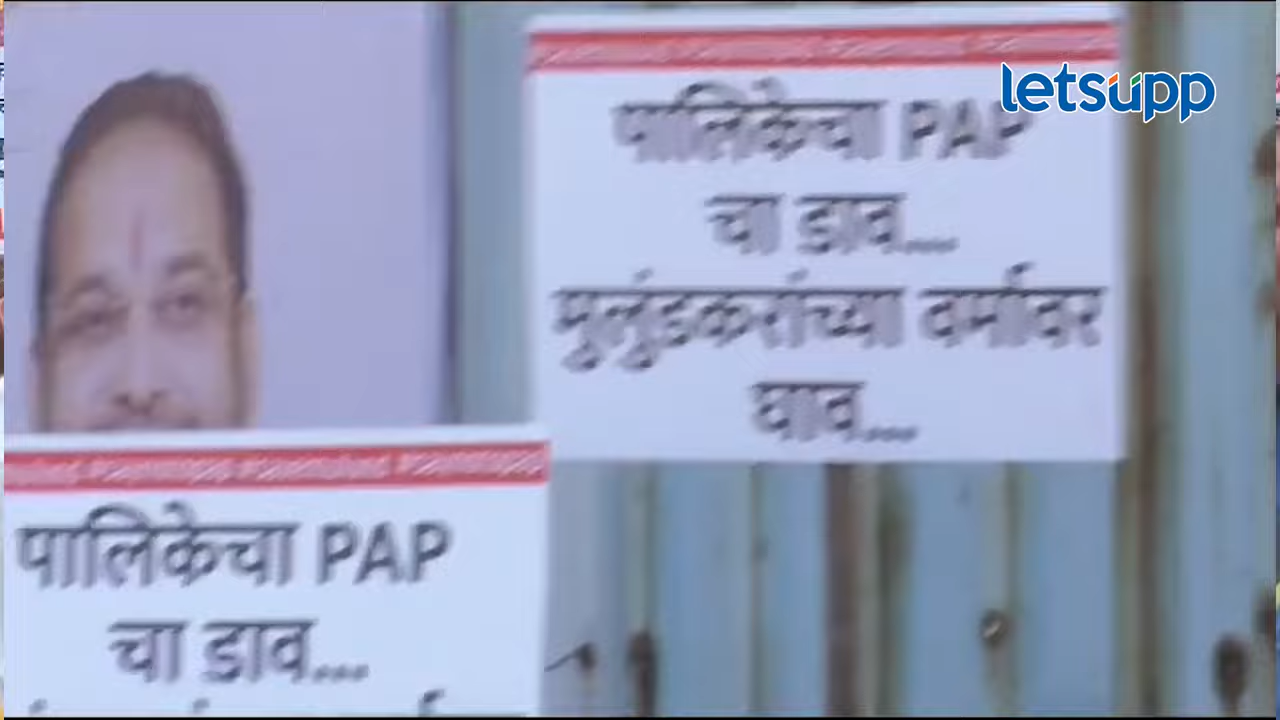 letsupp
पालिकेचा PAP
चा डाव...
मुलुंडकरांच्या वर्मावर
घाव...
पालिकेचा PAP
चा डाव...